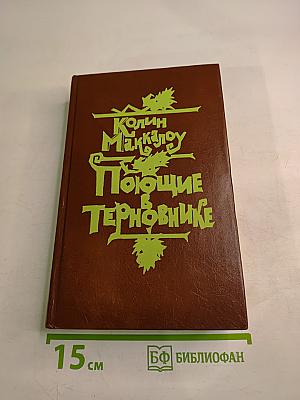 Колин
Маккалоу
Поющие
в
терновнике
15 см
БФ БИБЛИОФАН